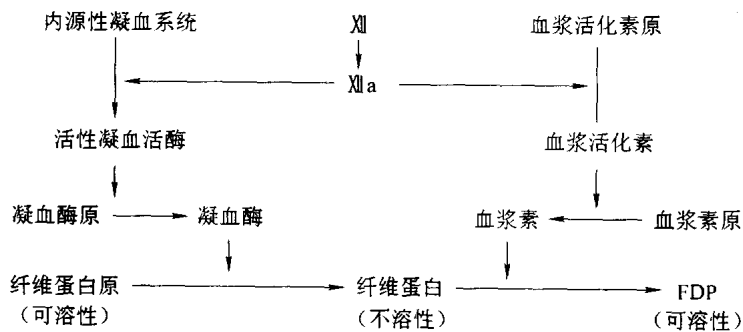 内源性凝血系统 Ⅻ 血浆活化素原
Ⅻa
活性凝血活酶 血浆活化素
凝血酶原 凝血酶 血浆素 血浆素原
纤维蛋白原 纤维蛋白 FDP
（可溶性） （不溶性） （可溶性）